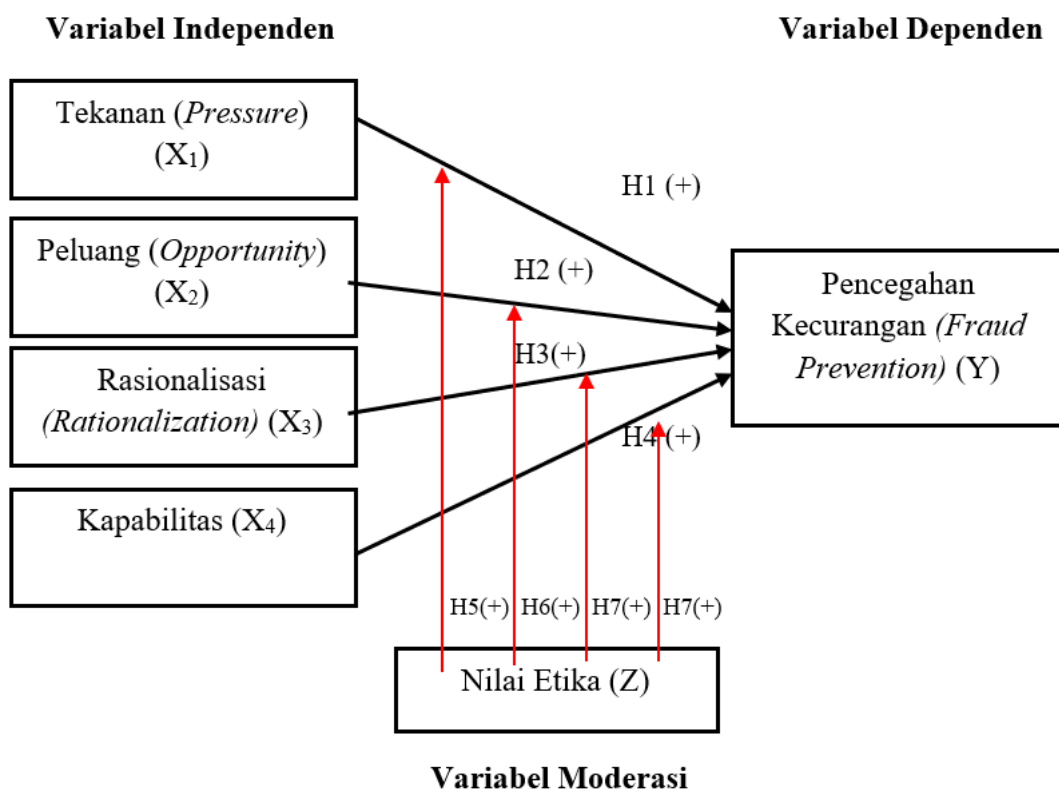 Variabel Independen
Variabel Dependen
Tekanan (Pressure)
(X₁)
H1 (+)
Peluang (Opportunity)
(X₂)
H2 (+)
Pencegahan
Kecurangan (Fraud
Prevention) (Y)
Rasionalisasi
(Rationalization) (X₃)
H3(+)
H4 (+)
Kapabilitas (X₄)
H5(+)
H6(+)
H7(+)
H7(+)
Nilai Etika (Z)
Variabel Moderasi